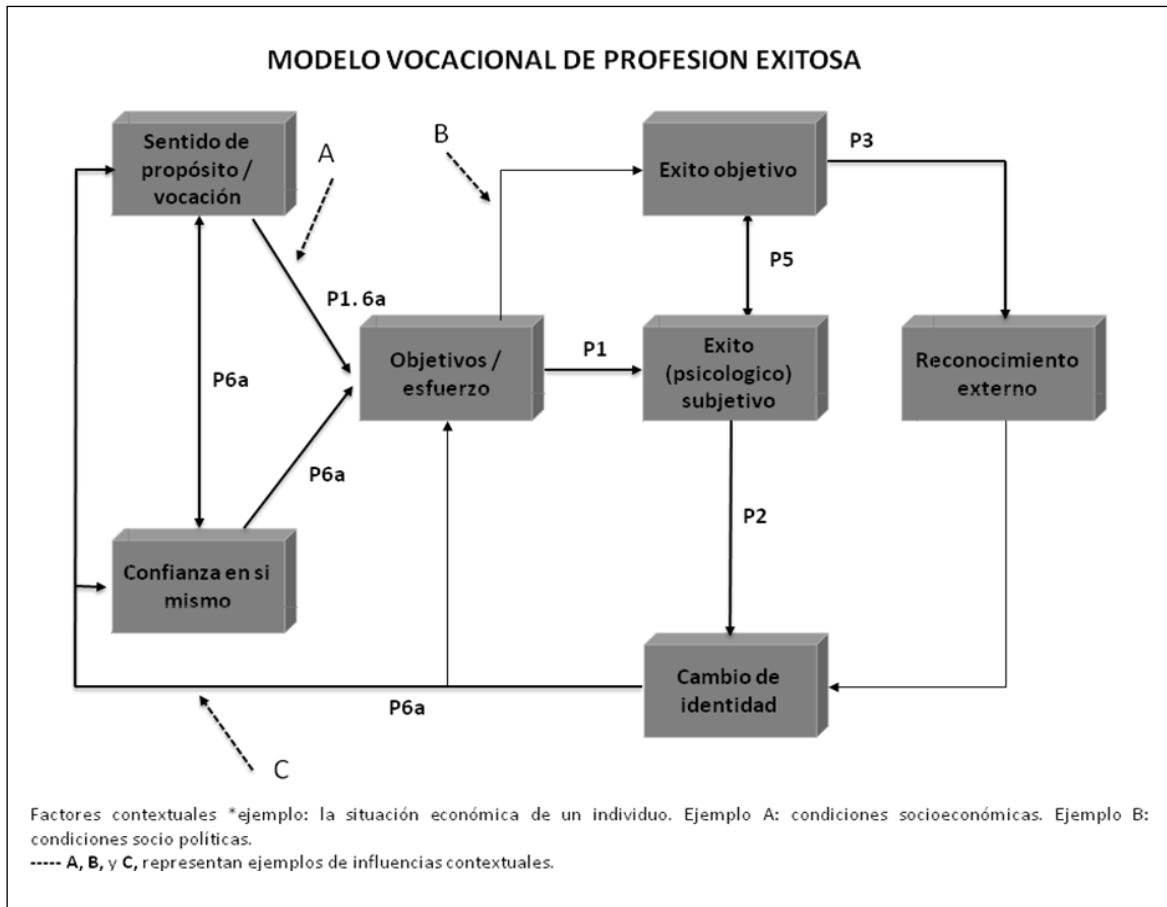 MODELO VOCACIONAL DE PROFESION EXITOSA
Sentido de
propósito /
vocación
A
B
Exito objetivo
P3
P5
P1. 6a
P6a
Objetivos /
esfuerzo
P1
Exito
(psicologico)
subjetivo
Reconocimiento
externo
P6a
P2
Confianza en si
mismo
Cambio de
identidad
P6a
C
Factores contextuales *ejemplo: la situación económica de un individuo. Ejemplo A: condiciones socioeconómicas. Ejemplo B:
condiciones socio políticas.
----- A, B, y C, representan ejemplos de influencias contextuales.